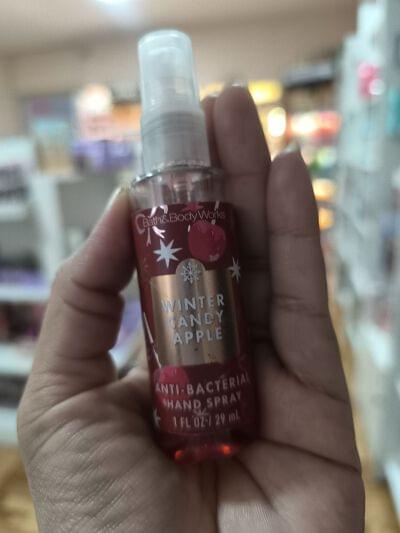 Bath&BodyWorks
WINTER
CANDY
APPLE
ANTI-BACTERIAL
HAND SPRAY
1 FL OZ / 29 mL